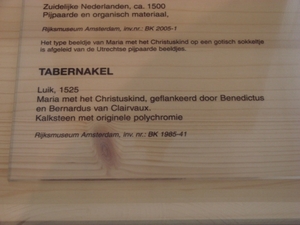 Zuidelijke Nederlanden, ca. 1500
Pijpaarde en organisch materiaal,
Rijksmuseum Amsterdam, inv.nr.: BK 2005-1
Het type beeldje van Maria met het Christuskind op een gotisch sokkeltje
is afgeleid van de Utrechtse pijpaarde beeldjes.
TABERNAKEL
Luik, 1525
Maria met het Christuskind, geflankeerd door Benedictus
en Bernardus van Clairvaux.
Kalksteen met originele polychromie
Rijksmuseum Amsterdam, inv. nr.: BK 1985-41